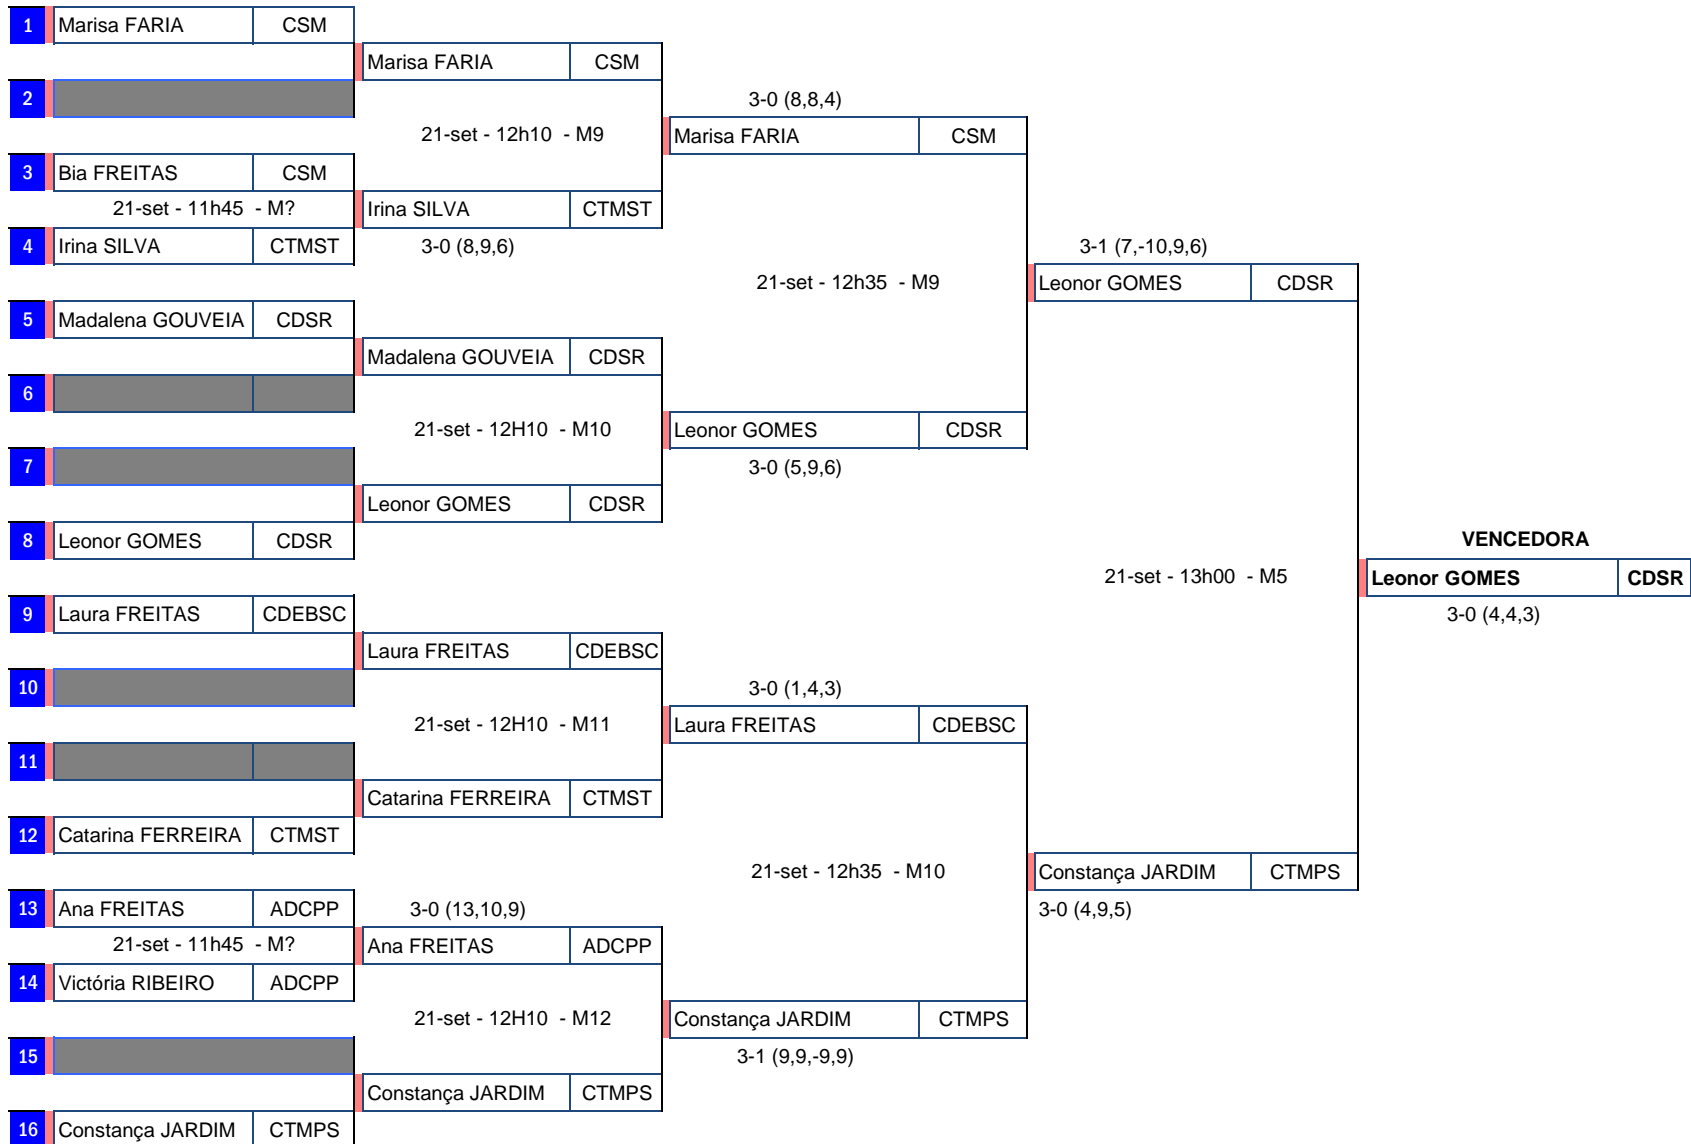 1 Marisa FARIA CSM
Marisa FARIA CSM
2
3-0 (8,8,4)
21-set - 12h10 - M9
Marisa FARIA CSM
3 Bia FREITAS CSM
21-set - 11h45 - M?
Irina SILVA CTMST
4 Irina SILVA CTMST
3-0 (8,9,6)
3-1 (7,-10,9,6)
21-set - 12h35 - M9
Leonor GOMES CDSR
5 Madalena GOUVEIA CDSR
Madalena GOUVEIA CDSR
6
21-set - 12H10 - M10
Leonor GOMES CDSR
7
3-0 (5,9,6)
Leonor GOMES CDSR
8 Leonor GOMES CDSR
VENCEDORA
21-set - 13h00 - M5
Leonor GOMES CDSR
3-0 (4,4,3)
9 Laura FREITAS CDEBSC
Laura FREITAS CDEBSC
10
3-0 (1,4,3)
21-set - 12H10 - M11
Laura FREITAS CDEBSC
11
Catarina FERREIRA CTMST
12 Catarina FERREIRA CTMST
21-set - 12h35 - M10
Constança JARDIM CTMPS
3-0 (4,9,5)
13 Ana FREITAS ADCPP
3-0 (13,10,9)
21-set - 11h45 - M?
Ana FREITAS ADCPP
14 Victória RIBEIRO ADCPP
21-set - 12H10 - M12
Constança JARDIM CTMPS
15
3-1 (9,9,-9,9)
Constança JARDIM CTMPS
16 Constança JARDIM CTMPS